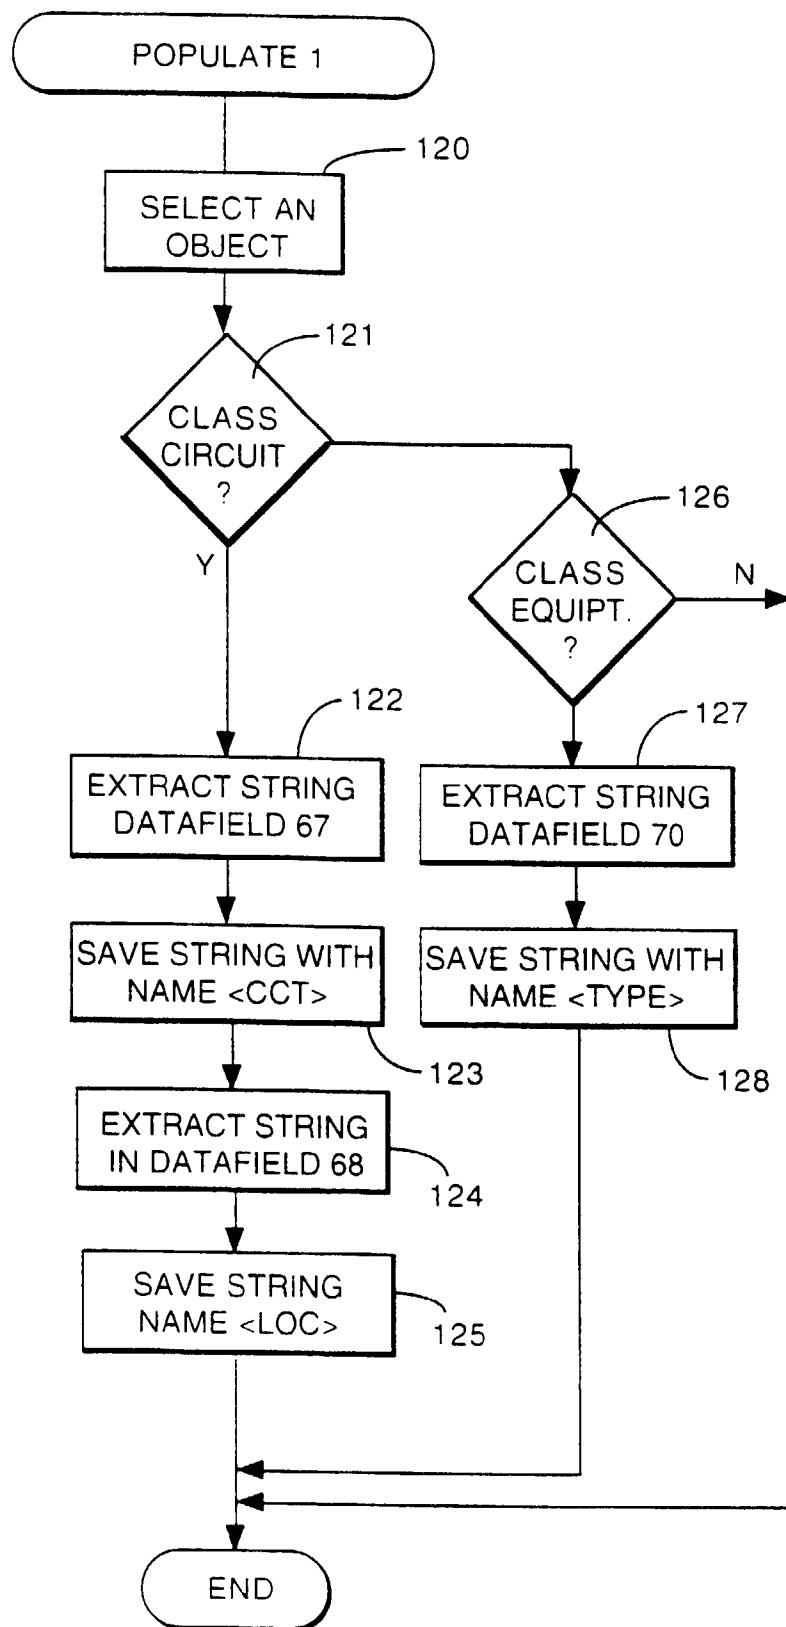 POPULATE 1
120
SELECT AN
OBJECT
121
CLASS
CIRCUIT
?
Y
126
CLASS
EQUIPT.
?
N
122
EXTRACT STRING
DATAFIELD 67
127
EXTRACT STRING
DATAFIELD 70
SAVE STRING WITH
NAME <CCT>
123
SAVE STRING WITH
NAME <TYPE>
128
EXTRACT STRING
IN DATAFIELD 68
124
SAVE STRING
NAME <LOC>
125
END